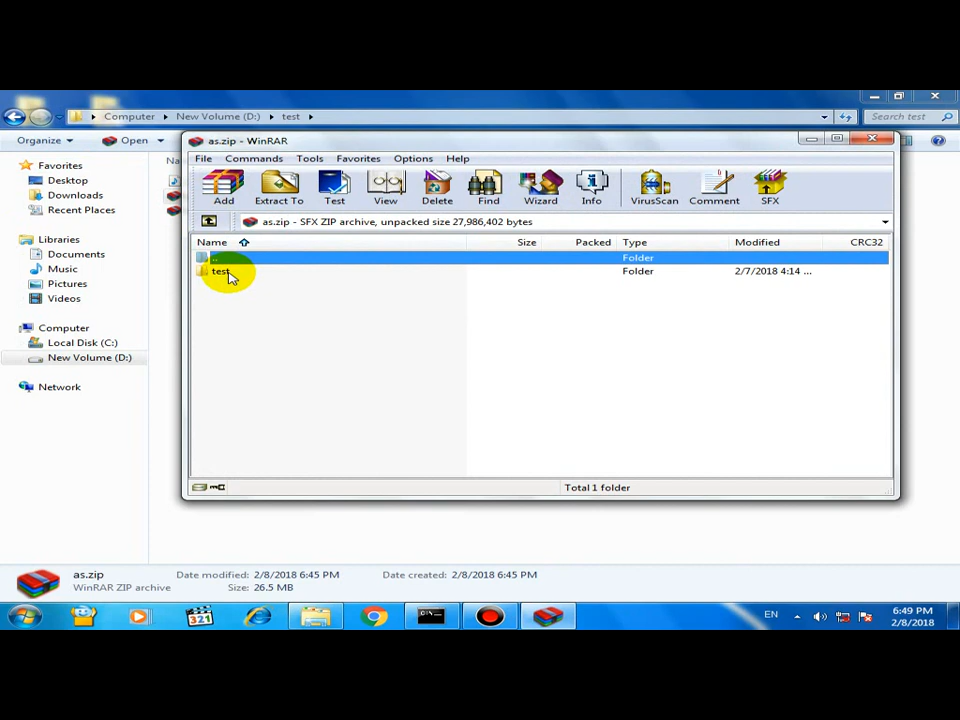 Computer New Volume (D:) test Search test
Organize Open Na
as.zip - WinRAR
File Commands Tools Favorites Options Help
Add Extract To Test View Delete Find Wizard Info VirusScan Comment SFX
as.zip - SFX ZIP archive, unpacked size 27,986,402 bytes
Name Size Packed Type Modified CRC32
.. Folder
test Folder 2/7/2018 4:14 ...
Favorites
Desktop
Downloads
Recent Places
Libraries
Documents
Music
Pictures
Videos
Computer
Local Disk (C:)
New Volume (D:)
Network
Total 1 folder
as.zip Date modified: 2/8/2018 6:45 PM Date created: 2/8/2018 6:45 PM
WinRAR ZIP archive Size: 26.5 MB
321
EN
6:49 PM
2/8/2018